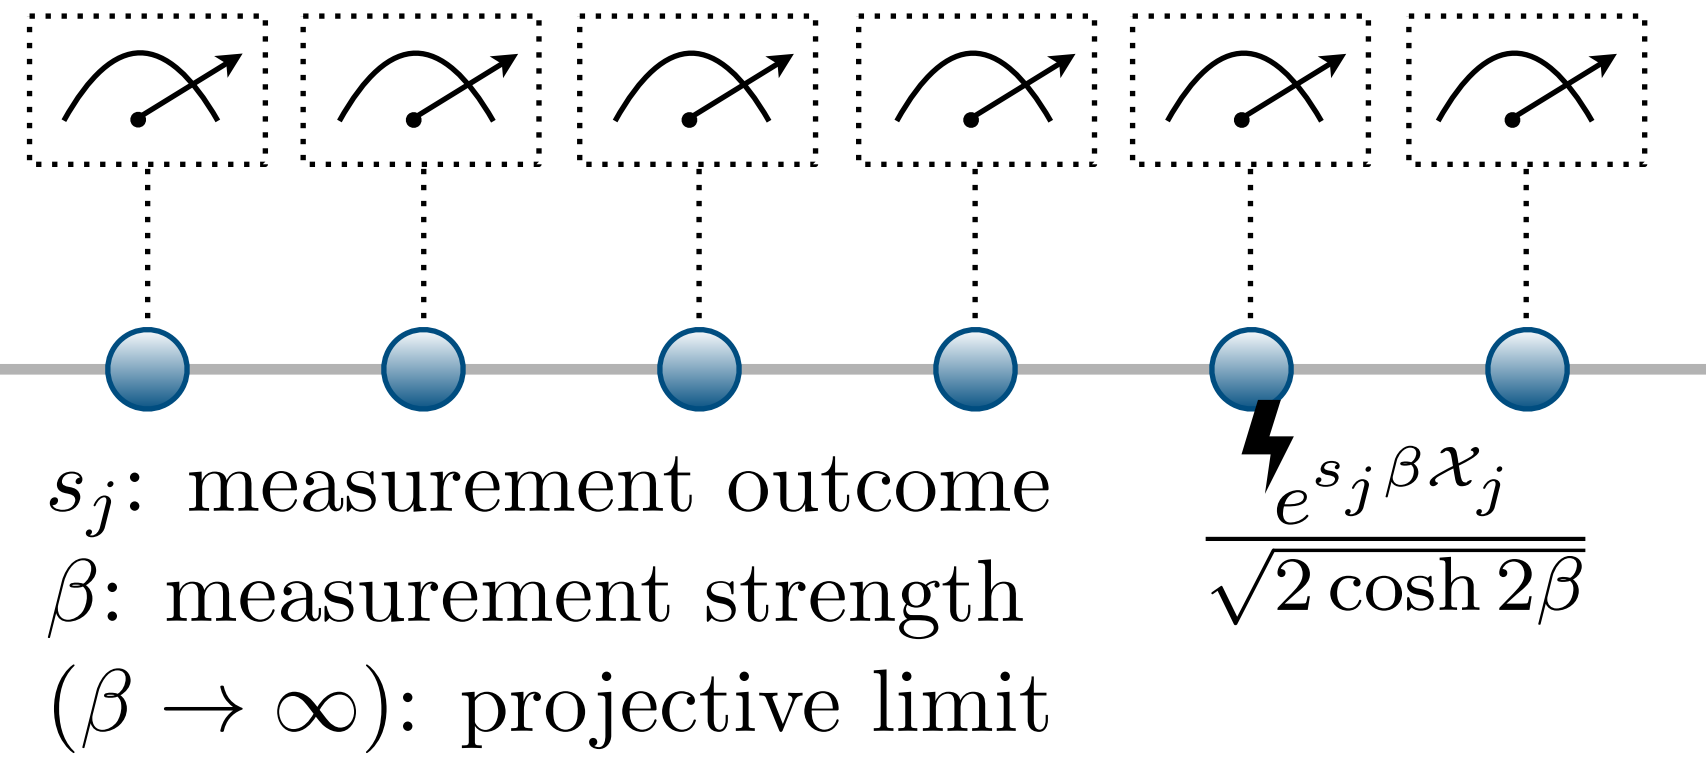 s_j: measurement outcome
β: measurement strength
(β → ∞): projective limit
e^{s_j β 𝒳_j}
√(2 cosh 2β)